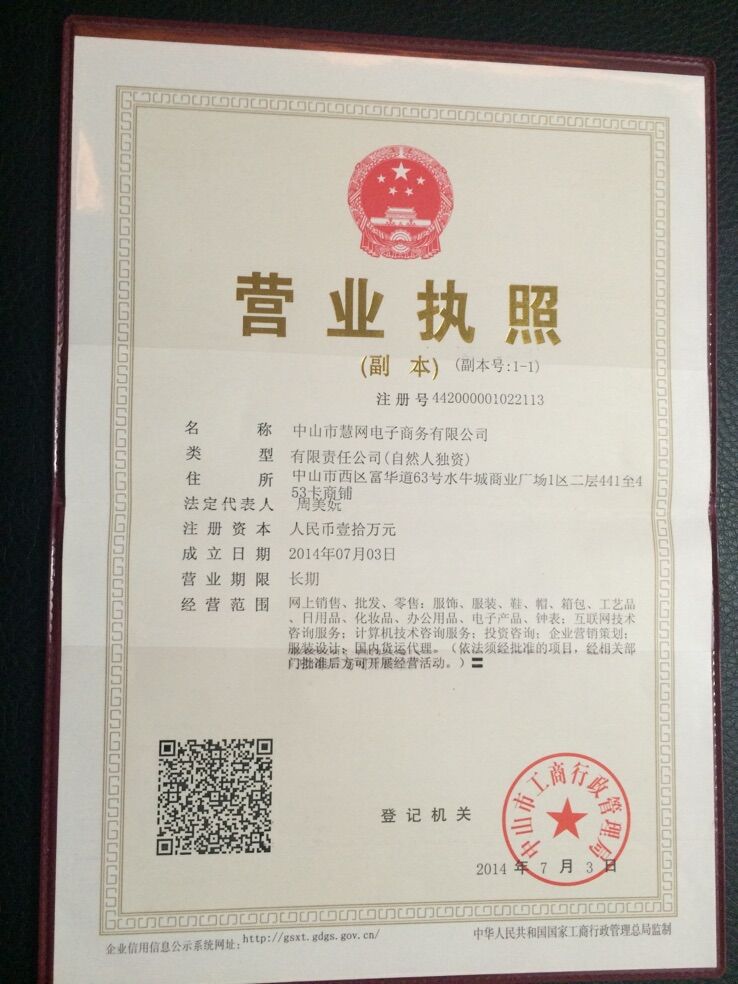 营业执照
(副 本) (副本号:1-1)
注册号442000001022113
名称 中山市慧网电子商务有限公司
类型 有限责任公司(自然人独资)
住所 中山市西区富华道63号水牛城商业广场1区二层441至4
53卡商铺
法定代表人 周美妧
注册资本 人民币壹拾万元
成立日期 2014年07月03日
营业期限 长期
经营范围 网上销售、批发、零售：服饰、服装、鞋、帽、箱包、工艺品
、日用品、化妆品、办公用品、电子产品、钟表；互联网技术
咨询服务；计算机技术咨询服务；投资咨询；企业营销策划；
服装设计；国内货运代理。（依法须经批准的项目，经相关部
门批准后方可开展经营活动。）〓
中山市工商行政管理局
登记机关
2014 年 7 月 3 日
企业信用信息公示系统网址：http://gsxt.gdgs.gov.cn/
中华人民共和国国家工商行政管理总局监制